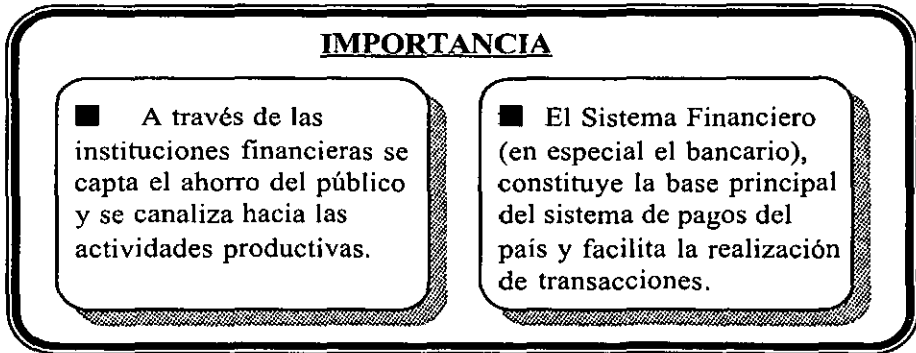 IMPORTANCIA
■ A través de las
instituciones financieras se
capta el ahorro del público
y se canaliza hacia las
actividades productivas.
■ El Sistema Financiero
(en especial el bancario),
constituye la base principal
del sistema de pagos del
país y facilita la realización
de transacciones.